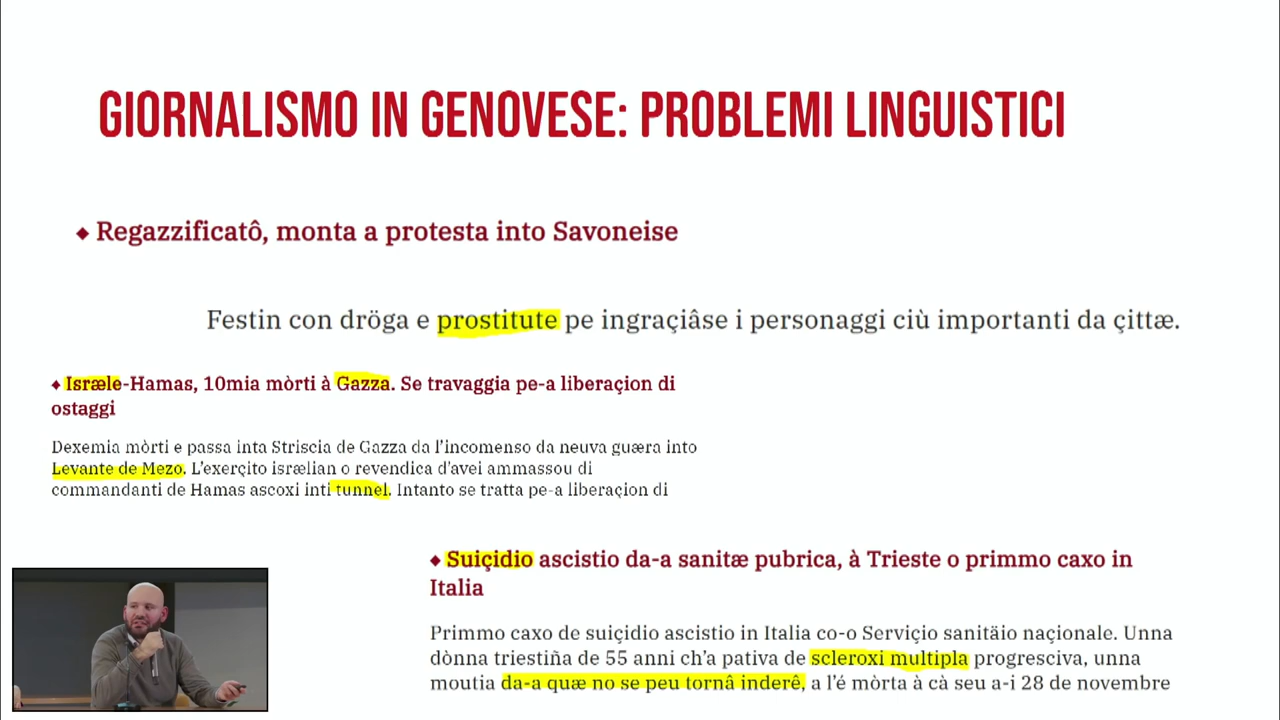 GIORNALISMO IN GENOVESE: PROBLEMI LINGUISTICI
◆ Regazzificatô, monta a protesta into Savoneise
Festin con dröga e prostitute pe ingraçiâse i personaggi ciù importanti da çittæ.
◆ Isræle-Hamas, 10mia mòrti à Gazza. Se travaggia pe-a liberaçion di
ostaggi
Dexemia mòrti e passa inta Striscia de Gazza da l'incomenso da neuva guæra into
Levante de Mezo. L'exerçito isrælian o revendica d'avei ammassou di
commandanti de Hamas ascoxi inti tunnel. Intanto se tratta pe-a liberaçion di
◆ Suiçidio ascistio da-a sanitæ pubrica, à Trieste o primmo caxo in
Italia
Primmo caxo de suiçidio ascistio in Italia co-o Serviçio sanitäio naçionale. Unna
dònna triestiña de 55 anni ch'a pativa de scleroxi multipla progresciva, unna
moutia da-a quæ no se peu tornâ inderê, a l'é mòrta à cà seu a-i 28 de novembre